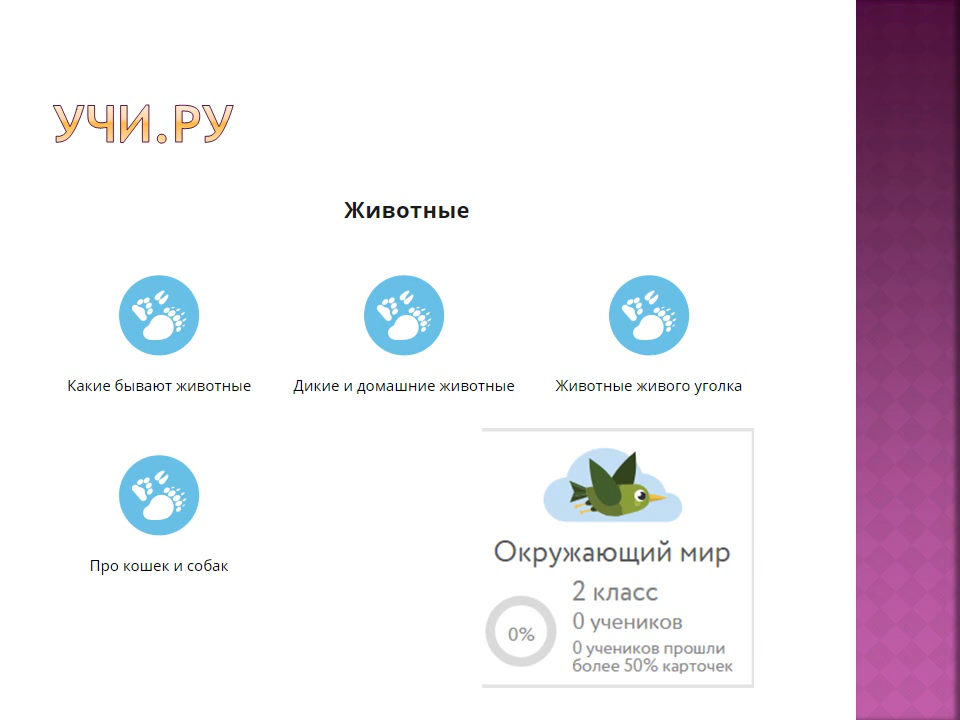 УЧИ.РУ
Животные
Какие бывают животные
Дикие и домашние животные
Животные живого уголка
Про кошек и собак
Окружающий мир
2 класс
0 учеников
0%
0 учеников прошли
более 50% карточек